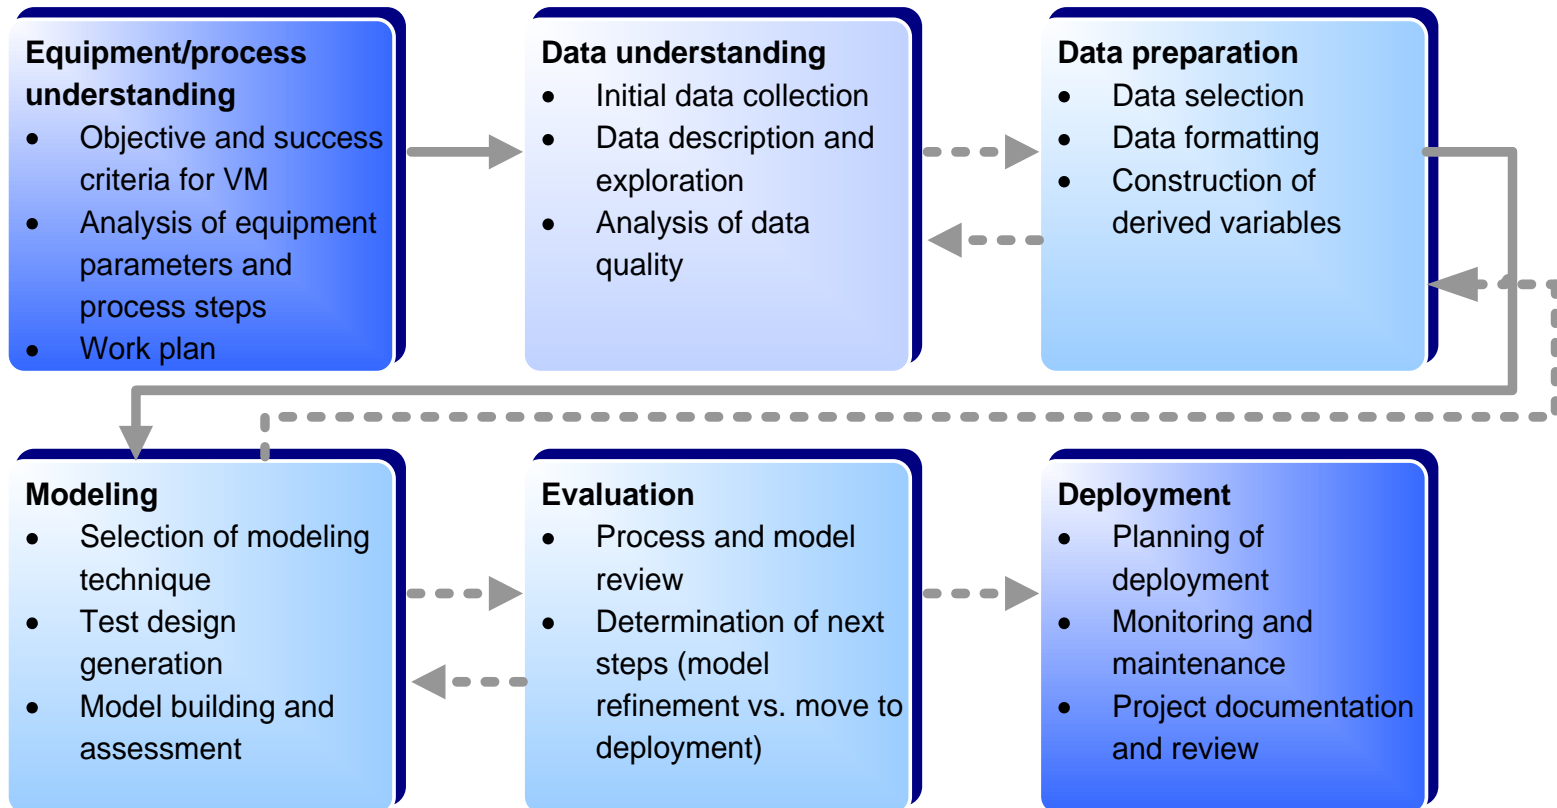 Equipment/process
understanding
• Objective and success
criteria for VM
• Analysis of equipment
parameters and
process steps
• Work plan
Data understanding
• Initial data collection
• Data description and
exploration
• Analysis of data
quality
Data preparation
• Data selection
• Data formatting
• Construction of
derived variables
Modeling
• Selection of modeling
technique
• Test design
generation
• Model building and
assessment
Evaluation
• Process and model
review
• Determination of next
steps (model
refinement vs. move to
deployment)
Deployment
• Planning of
deployment
• Monitoring and
maintenance
• Project documentation
and review